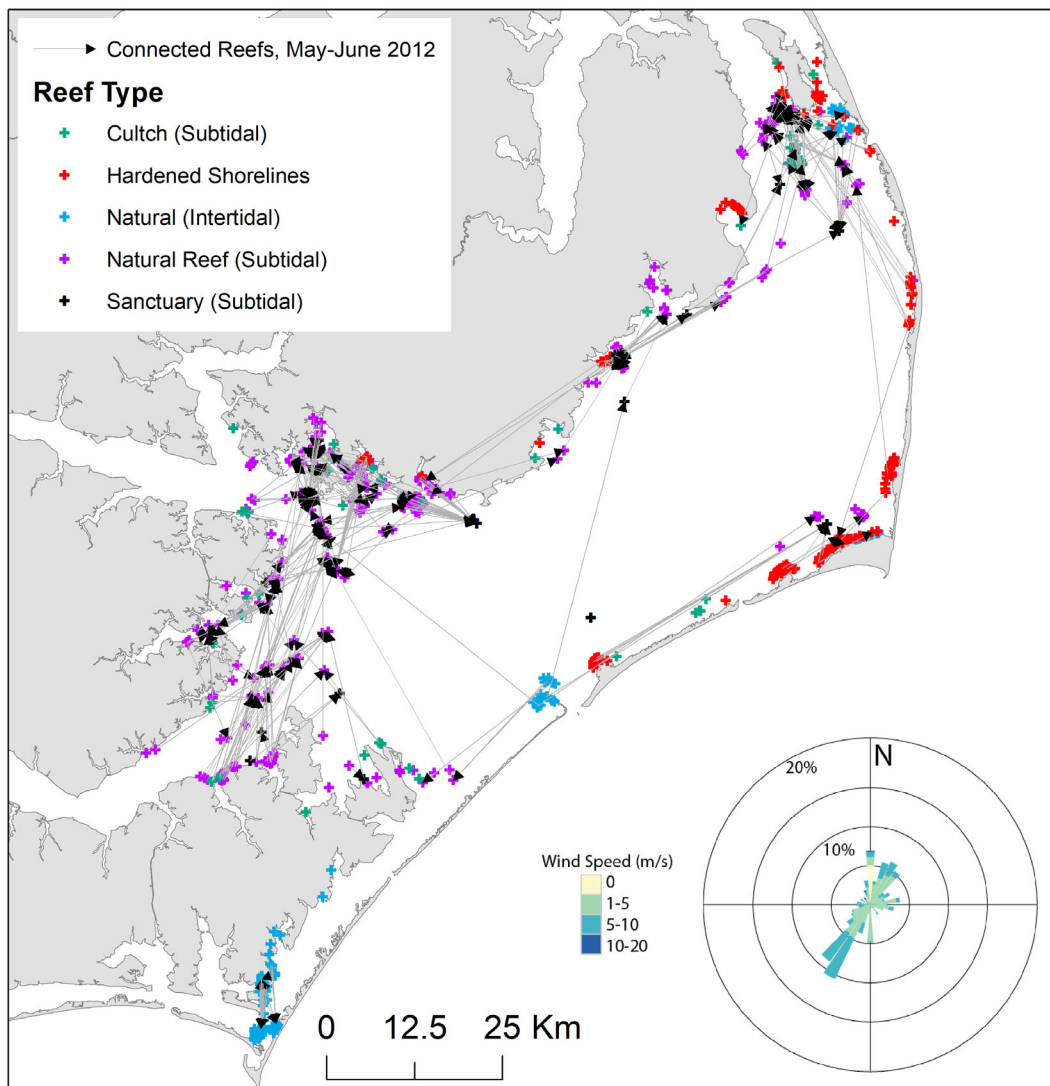 Connected Reefs, May-June 2012
Reef Type
Cultch (Subtidal)
Hardened Shorelines
Natural (Intertidal)
Natural Reef (Subtidal)
Sanctuary (Subtidal)
N
20%
10%
Wind Speed (m/s)
0
1-5
5-10
10-20
0 12.5 25 Km